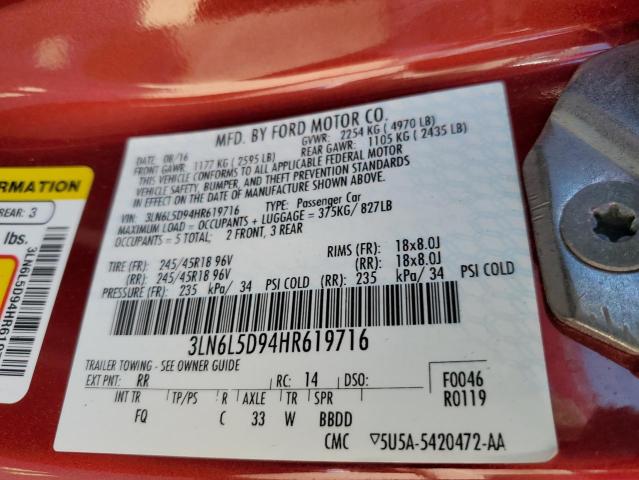 MFD. BY FORD MOTOR CO.
DATE: 08/16 GVWR: 2254 KG ( 4970 LB)
FRONT GAWR: 1177 KG ( 2595 LB) REAR GAWR: 1105 KG ( 2435 LB)
THIS VEHICLE CONFORMS TO ALL APPLICABLE FEDERAL MOTOR
VEHICLE SAFETY, BUMPER, AND THEFT PREVENTION STANDARDS
IN EFFECT ON THE DATE OF MANUFACTURE SHOWN ABOVE.
VIN: 3LN6L5D94HR619716 TYPE: Passenger Car
MAXIMUM LOAD = OCCUPANTS + LUGGAGE = 375KG/ 827LB
OCCUPANTS = 5 TOTAL: 2 FRONT, 3 REAR
TIRE (FR): 245/45R18 96V RIMS (FR): 18x8.0J
(RR): 245/45R18 96V (RR): 18x8.0J
PRESSURE (FR): 235 kPa/ 34 PSI COLD (RR): 235 kPa/ 34 PSI COLD
3LN6L5D94HR619716
TRAILER TOWING - SEE OWNER GUIDE
EXT PNT: RR RC: 14 DSO: F0046
INT TR TP/PS R AXLE TR SPR R0119
FQ C 33 W BBDD
CMC ▽5U5A-5420472-AA
REAR: 3
lbs.